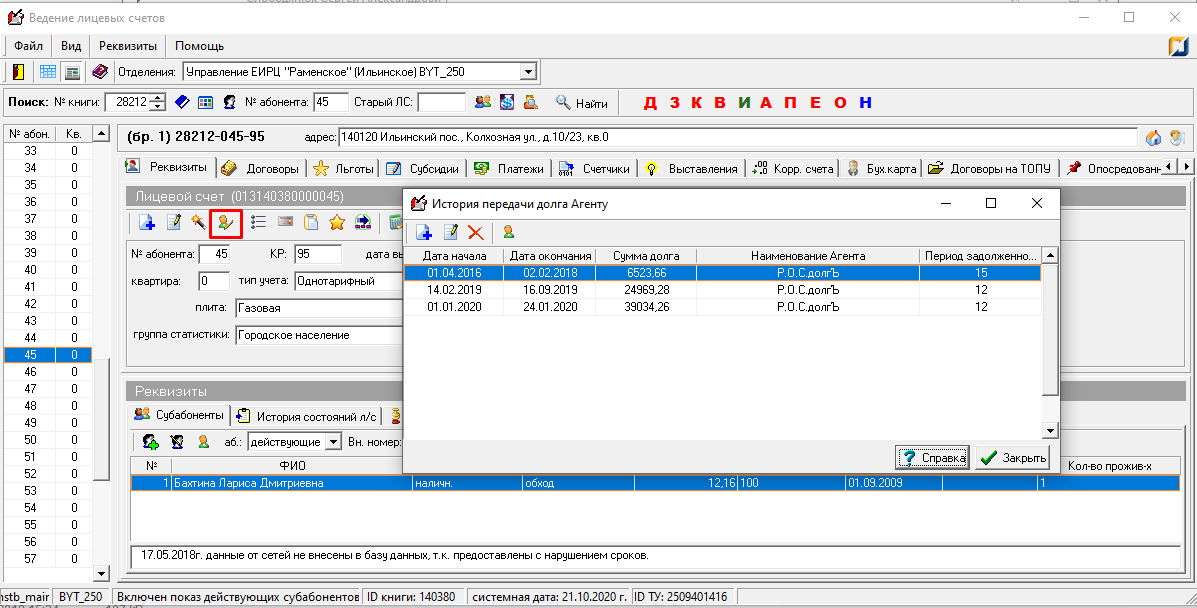 Ведение лицевых счетов
Файл Вид Реквизиты Помощь
Отделения: Управление ЕИРЦ "Раменское" (Ильинское) BYT_250
Поиск: № книги: 28212 № абонента: 45 Старый ЛС: Найти Д З К В И А П Е О Н
№ абон. Кв.
33 0
34 0
35 0
36 0
37 0
38 0
39 0
40 0
41 0
42 0
43 0
44 0
45 0
46 0
47 0
48 0
49 0
50 0
51 0
52 0
53 0
54 0
55 0
56 0
57 0
(бр. 1) 28212-045-95 адрес: 140120 Ильинский пос., Колхозная ул., д.10/23, кв.0
Реквизиты Договоры Льготы Субсидии Платежи Счетчики Выставления Корр. счета Бух.карта Договоры на ТОПУ Опосредованн
Лицевой счет (013140380000045)
№ абонента: 45 КР: 95 дата вы
квартира: 0 тип учета: Однотарифный
плита: Газовая
группа статистики: Городское население
История передачи долга Агенту
Дата начала Дата окончания Сумма долга Наименование Агента Период задолженно...
01.04.2016 02.02.2018 6523,66 Р.О.С.долгЪ 15
14.02.2019 16.09.2019 24969,28 Р.О.С.долгЪ 12
01.01.2020 24.01.2020 39034,26 Р.О.С.долгЪ 12
Справка Закрыть
Реквизиты
Субабоненты История состояний л/с
аб.: действующие Вн. номер:
№ ФИО Кол-во прожив-х
1 Бахтина Лариса Дмитриевна наличн. обход 12,16 100 01.09.2009 1
17.05.2018г. данные от сетей не внесены в базу данных, т.к. предоставлены с нарушением сроков.
nstb_mair BYT_250 Включен показ действующих субабонентов ID книги: 140380 системная дата: 21.10.2020 г. ID ТУ: 2509401416